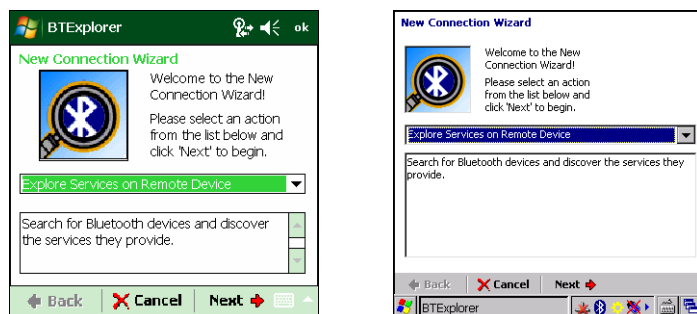 BTExplorer
ok
New Connection Wizard
Welcome to the New
Connection Wizard!
Please select an action
from the list below and
click 'Next' to begin.
Explore Services on Remote Device
Search for Bluetooth devices and discover
the services they provide.
Back Cancel Next
New Connection Wizard
Welcome to the New
Connection Wizard!
Please select an action
from the list below and
click 'Next' to begin.
Explore Services on Remote Device
Search for Bluetooth devices and discover the services they
provide.
Back Cancel Next
BTExplorer